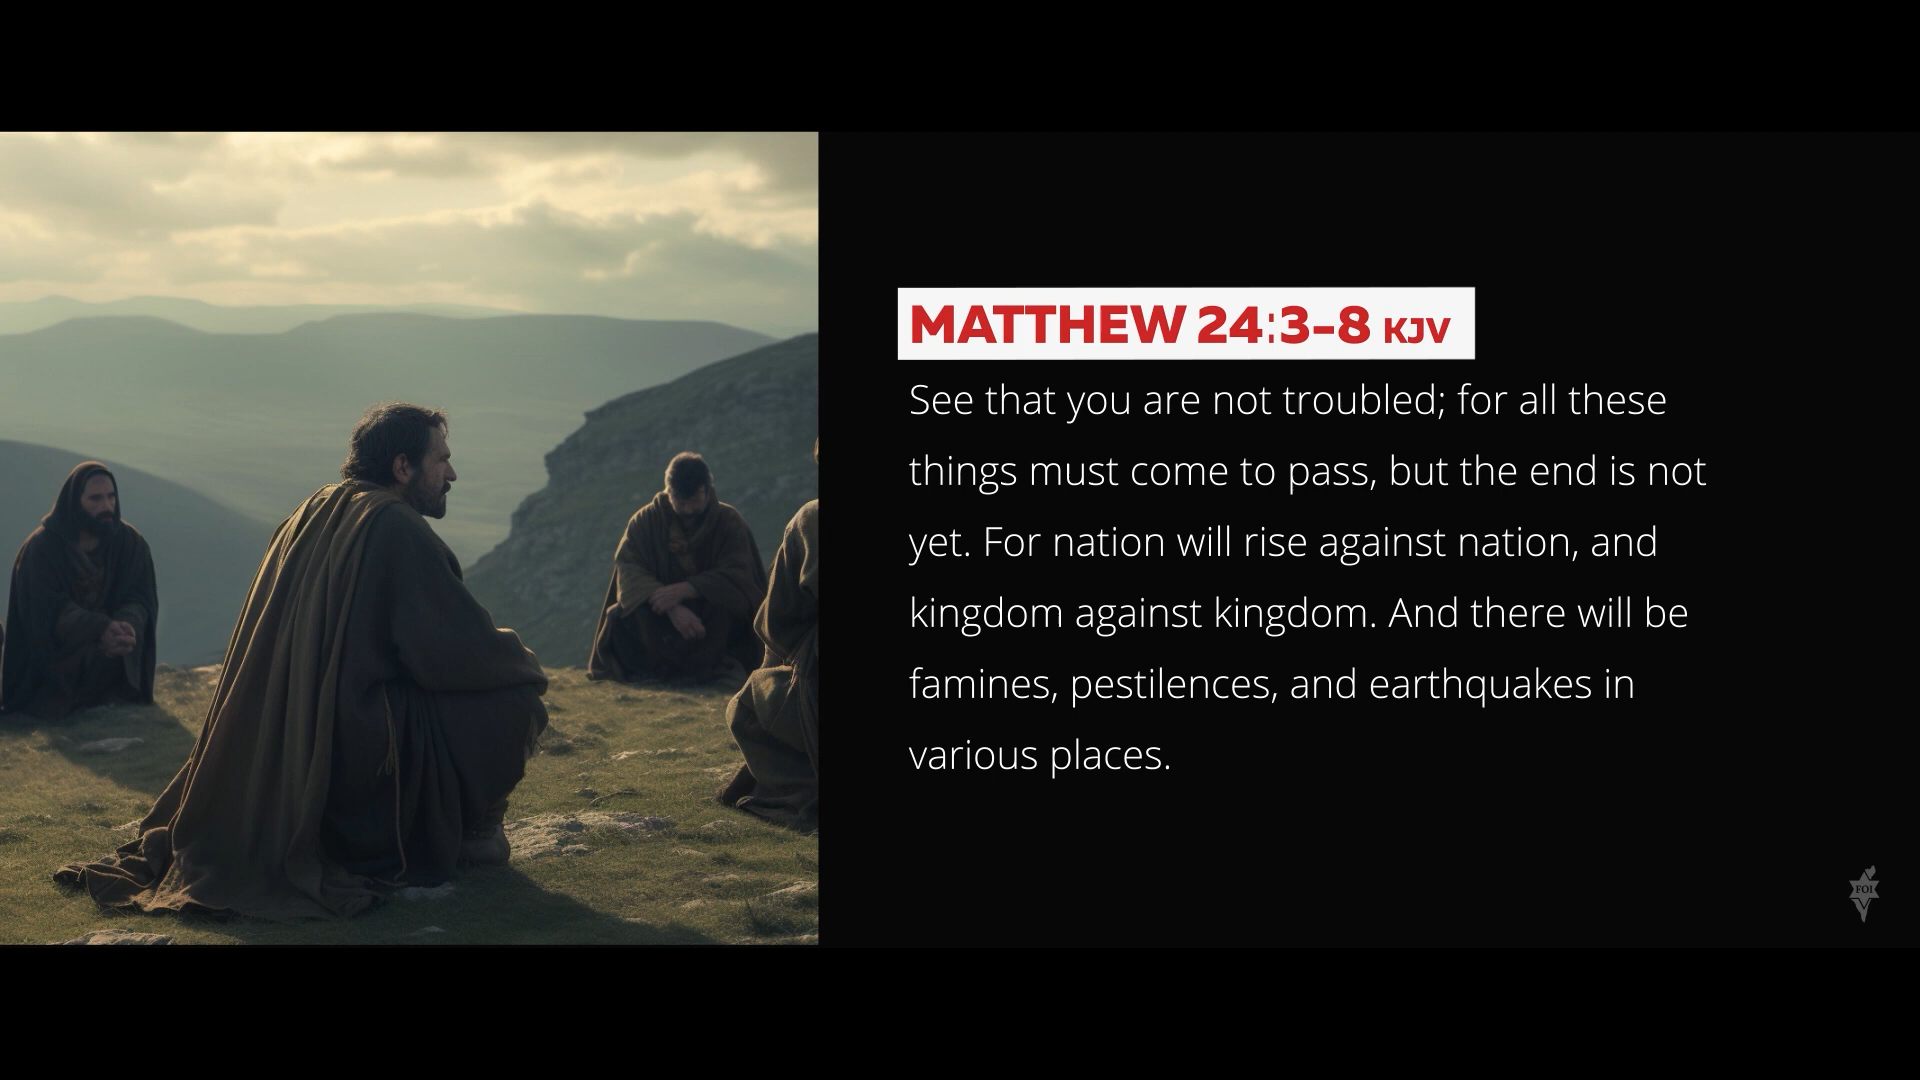 MATTHEW 24:3-8 KJV
See that you are not troubled; for all these
things must come to pass, but the end is not
yet. For nation will rise against nation, and
kingdom against kingdom. And there will be
famines, pestilences, and earthquakes in
various places.
FOI